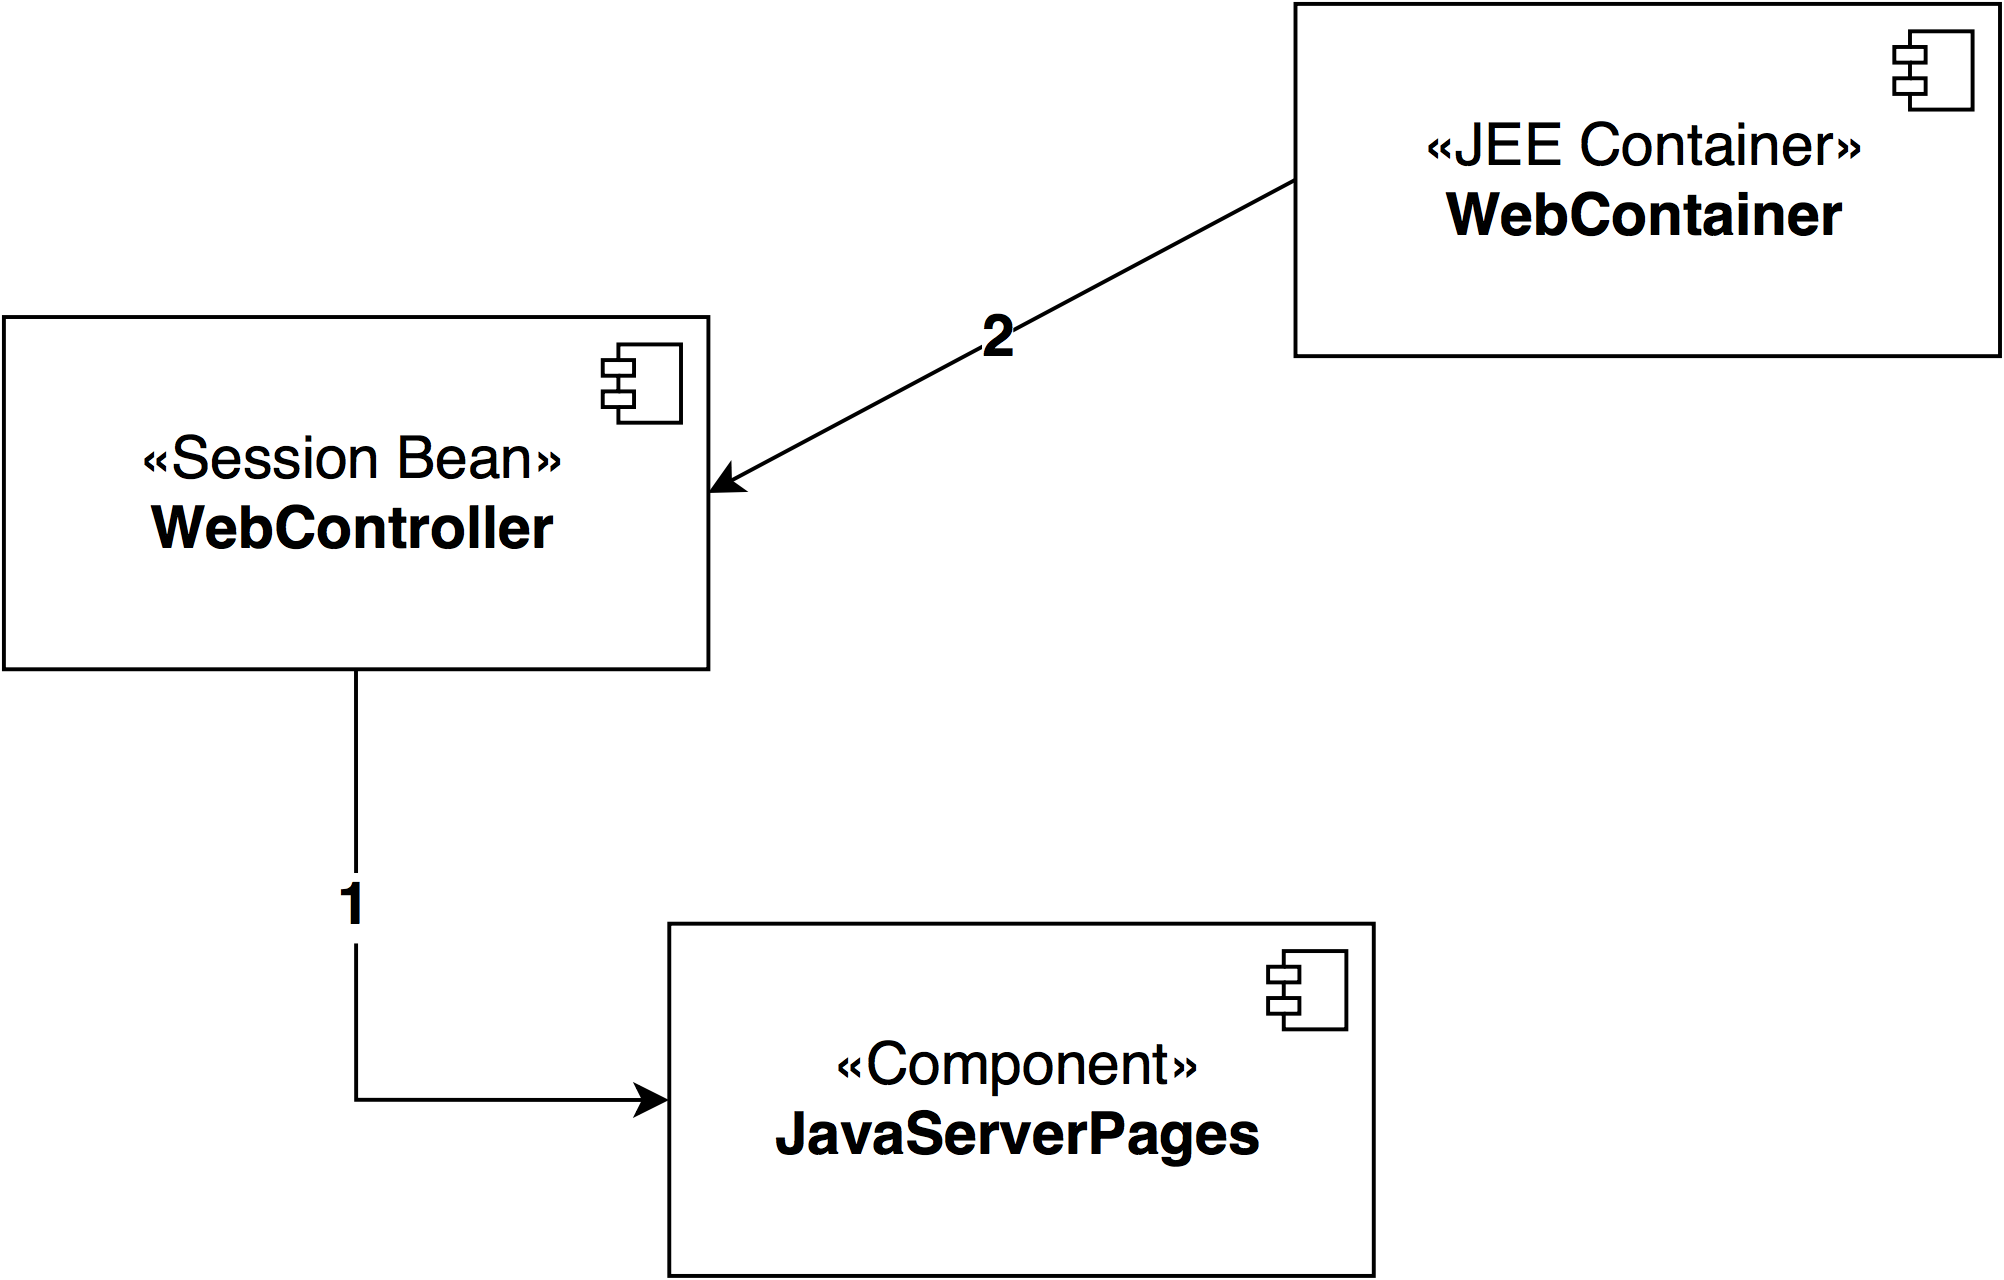 «JEE Container»
WebContainer
2
«Session Bean»
WebController
1
«Component»
JavaServerPages